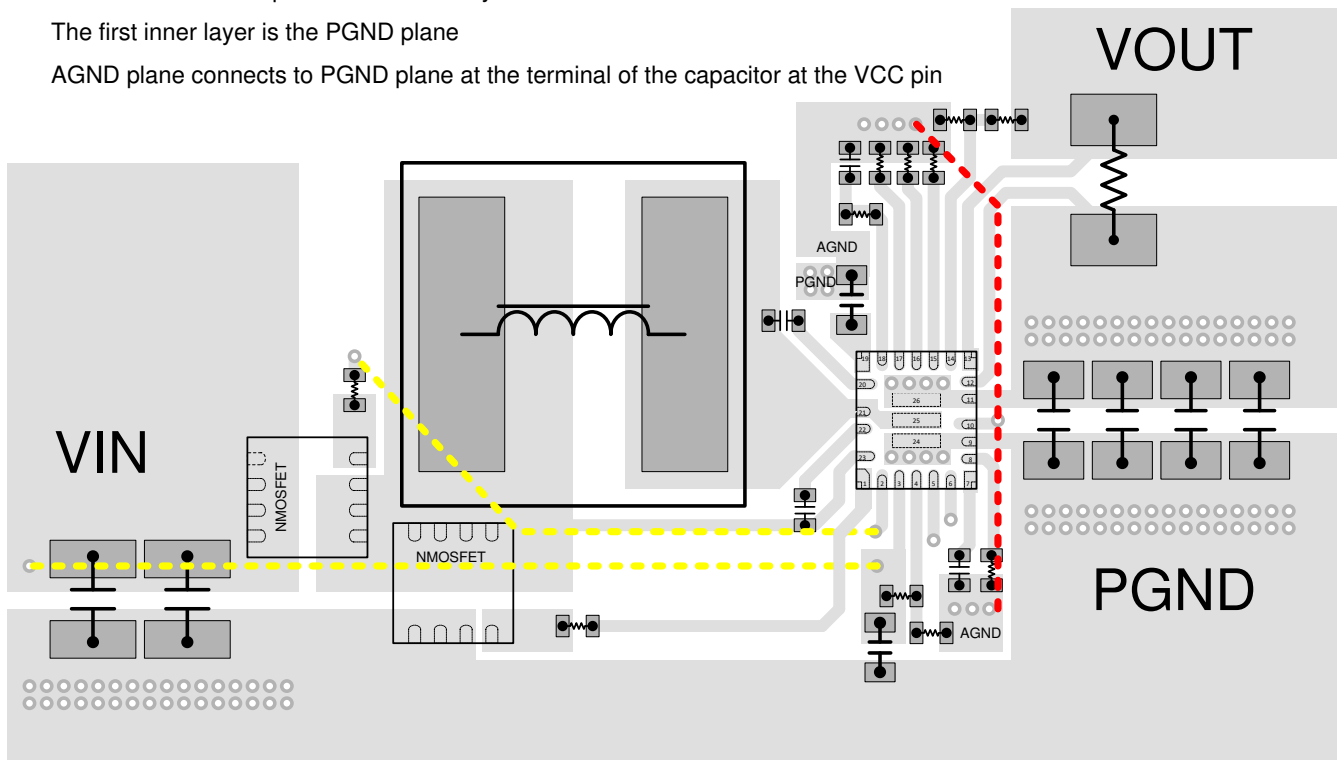 The first inner layer is the PGND plane
AGND plane connects to PGND plane at the terminal of the capacitor at the VCC pin
VOUT
AGND
PGND
19 18 17 16 15 14 13
20 12
26 11
21
25 10
22
24 9
23 8
1 2 3 4 5 6 7
VIN
NMOSFET
NMOSFET
PGND
AGND